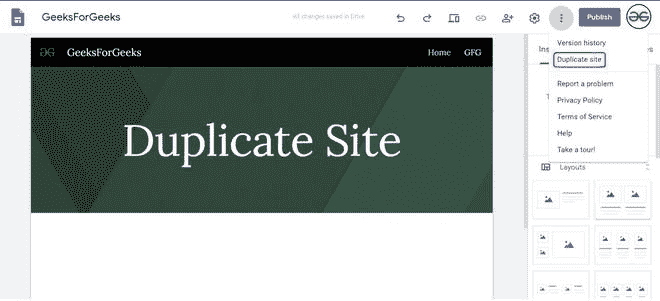 GeeksForGeeks
All changes saved in Drive
Publish
GeeksForGeeks
Home GFG
Duplicate Site
Version history
Duplicate site
Report a problem
Privacy Policy
Terms of Service
Help
Take a tour!
Layouts